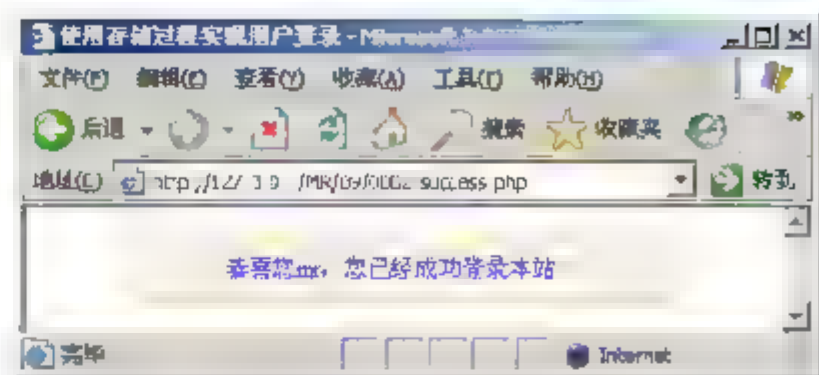 使用存储过程实现用户登录 - Microsoft
文件(F) 编辑(E) 查看(V) 收藏(A) 工具(T) 帮助(H)
后退 搜索 收藏夹
地址(D) success.php 转到
恭喜您mr，您已经成功登录本站
完毕 Internet